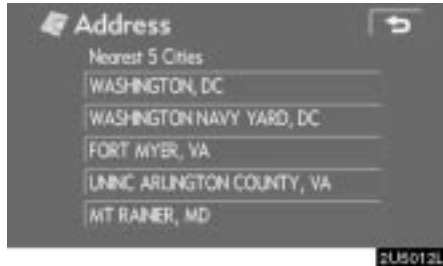 Address
Nearest 5 Cities
WASHINGTON, DC
WASHINGTON NAVY YARD, DC
FORT MYER, VA
UNINC ARLINGTON COUNTY, VA
MT RAINIER, MD
2U5012L